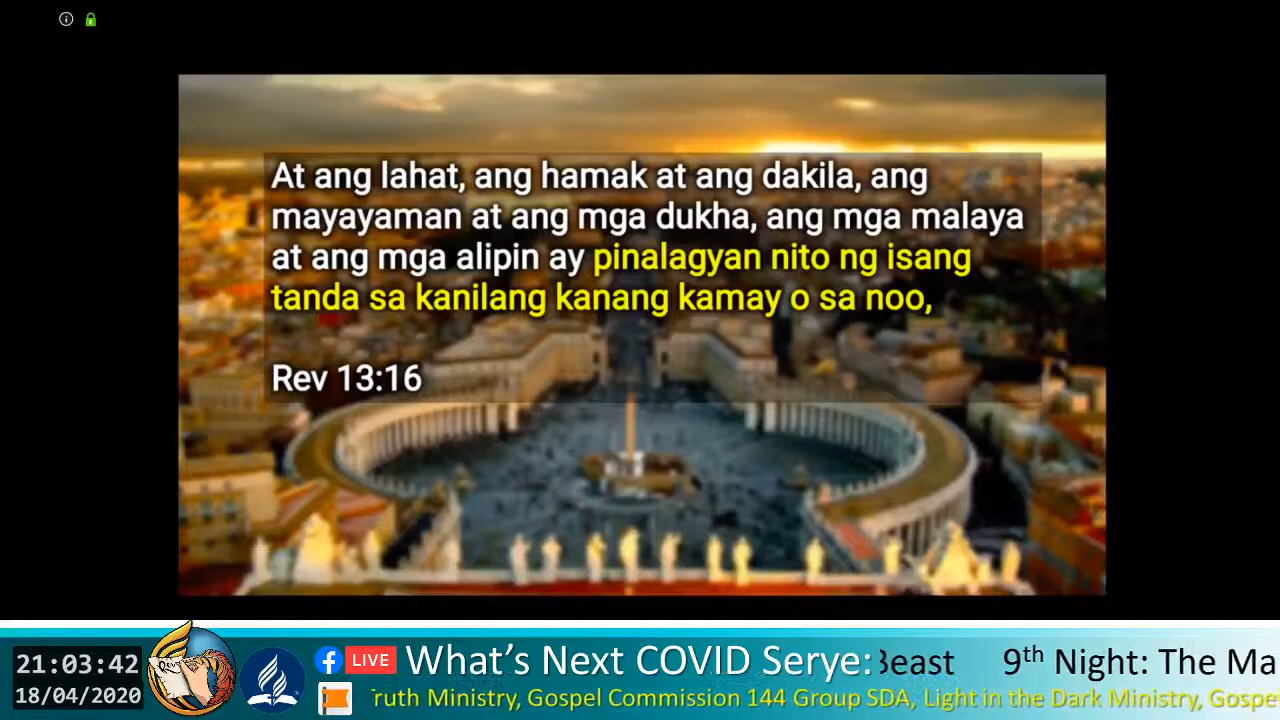 At ang lahat, ang hamak at ang dakila, ang
mayayaman at ang mga dukha, ang mga malaya
at ang mga alipin ay pinalagyan nito ng isang
tanda sa kanilang kanang kamay o sa noo,
Rev 13:16
21:03:42
18/04/2020
LIVE
What's Next COVID Serye:
Beast 9th Night: The Ma
Truth Ministry, Gospel Commission 144 Group SDA, Light in the Dark Ministry, Gospe